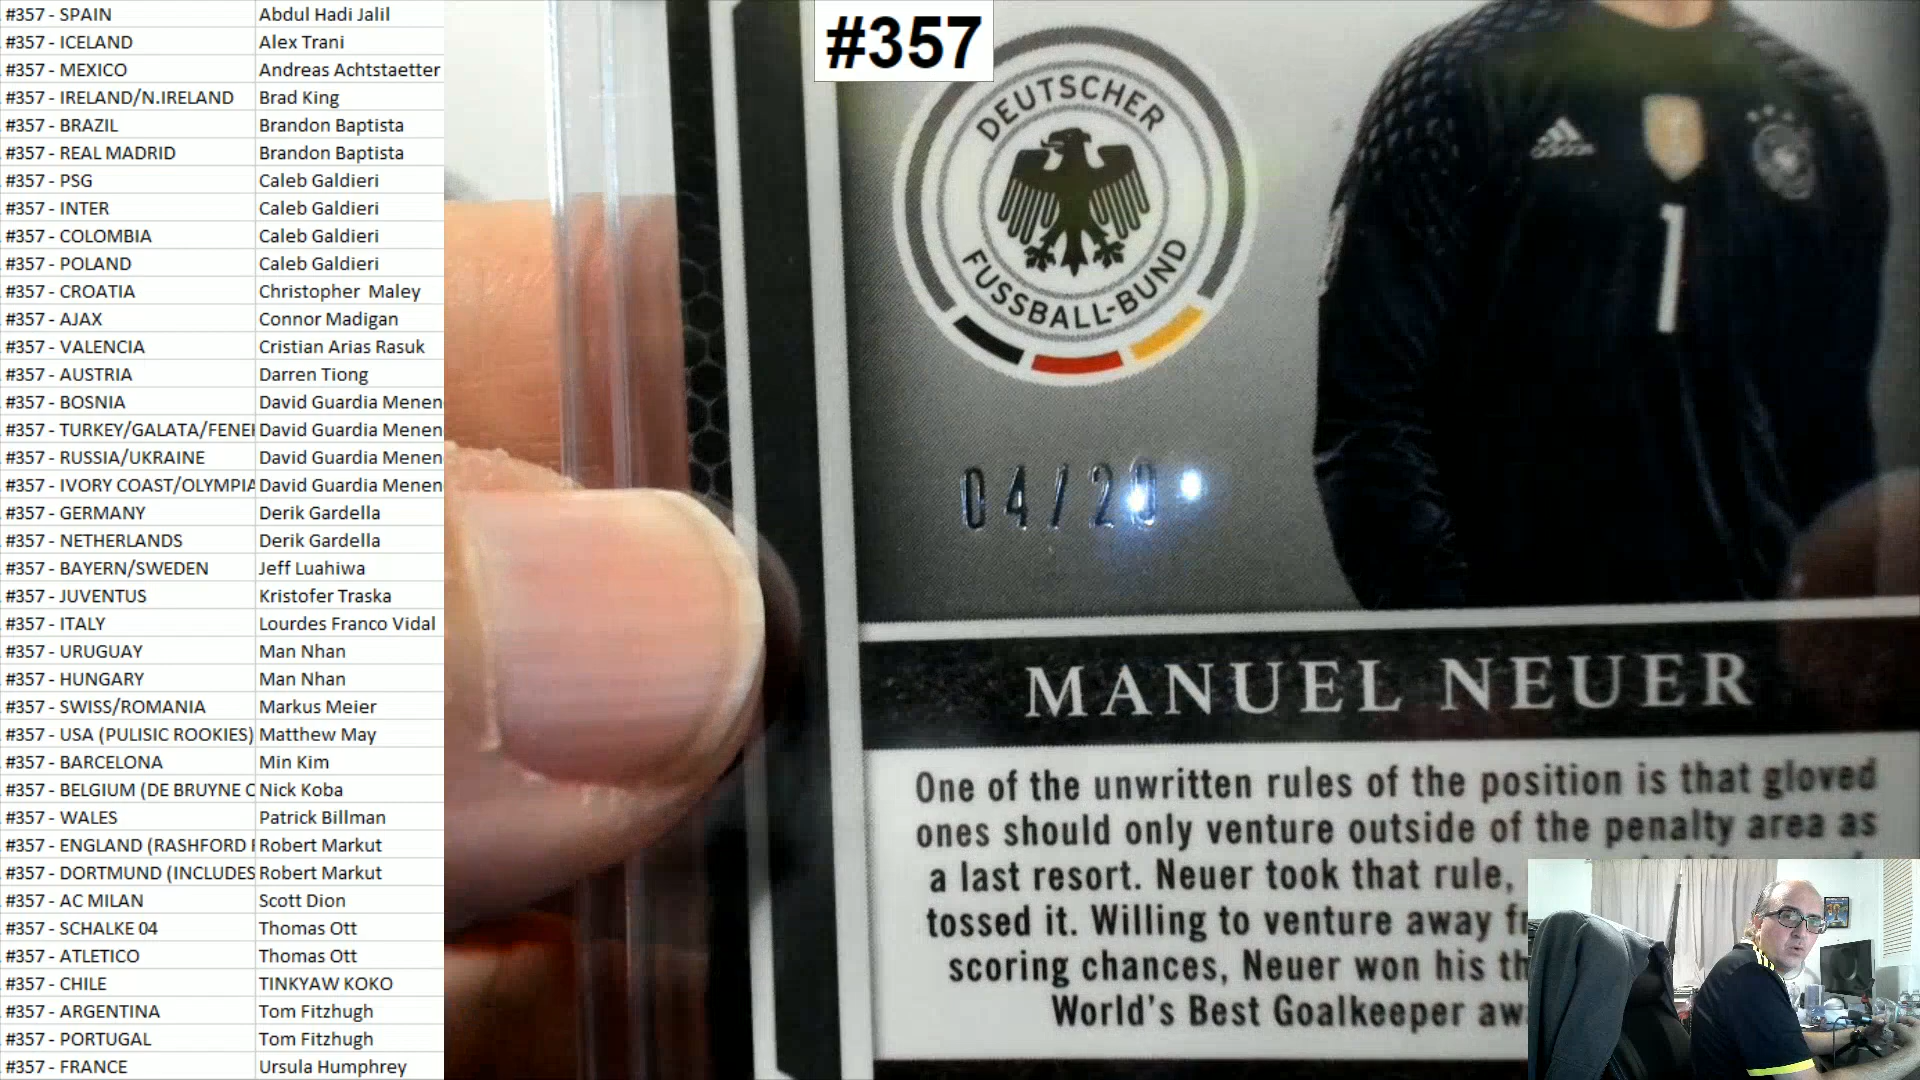 #357 - SPAIN Abdul Hadi Jalil
#357 - ICELAND Alex Trani
#357 - MEXICO Andreas Achtstaetter
#357 - IRELAND/N.IRELAND Brad King
#357 - BRAZIL Brandon Baptista
#357 - REAL MADRID Brandon Baptista
#357 - PSG Caleb Galdieri
#357 - INTER Caleb Galdieri
#357 - COLOMBIA Caleb Galdieri
#357 - POLAND Caleb Galdieri
#357 - CROATIA Christopher Maley
#357 - AJAX Connor Madigan
#357 - VALENCIA Cristian Arias Rasuk
#357 - AUSTRIA Darren Tiong
#357 - BOSNIA David Guardia Menen
#357 - TURKEY/GALATA/FENE David Guardia Menen
#357 - RUSSIA/UKRAINE David Guardia Menen
#357 - IVORY COAST/OLYMPIA David Guardia Menen
#357 - GERMANY Derik Gardella
#357 - NETHERLANDS Derik Gardella
#357 - BAYERN/SWEDEN Jeff Luahiwa
#357 - JUVENTUS Kristofer Traska
#357 - ITALY Lourdes Franco Vidal
#357 - URUGUAY Man Nhan
#357 - HUNGARY Man Nhan
#357 - SWISS/ROMANIA Markus Meier
#357 - USA (PULISIC ROOKIES) Matthew May
#357 - BARCELONA Min Kim
#357 - BELGIUM (DE BRUYNE C Nick Koba
#357 - WALES Patrick Billman
#357 - ENGLAND (RASHFORD Robert Markut
#357 - DORTMUND (INCLUDES Robert Markut
#357 - AC MILAN Scott Dion
#357 - SCHALKE 04 Thomas Ott
#357 - ATLETICO Thomas Ott
#357 - CHILE TINKYAW KOKO
#357 - ARGENTINA Tom Fitzhugh
#357 - PORTUGAL Tom Fitzhugh
#357 - FRANCE Ursula Humphrey
#357
DEUTSCHER
FUSSBALL-BUND
1
04/20
MANUEL NEUER
One of the unwritten rules of the position is that gloved
ones should only venture outside of the penalty area as
a last resort. Neuer took that rule,
tossed it. Willing to venture away
scoring chances, Neuer won his
World's Best Goalkeeper